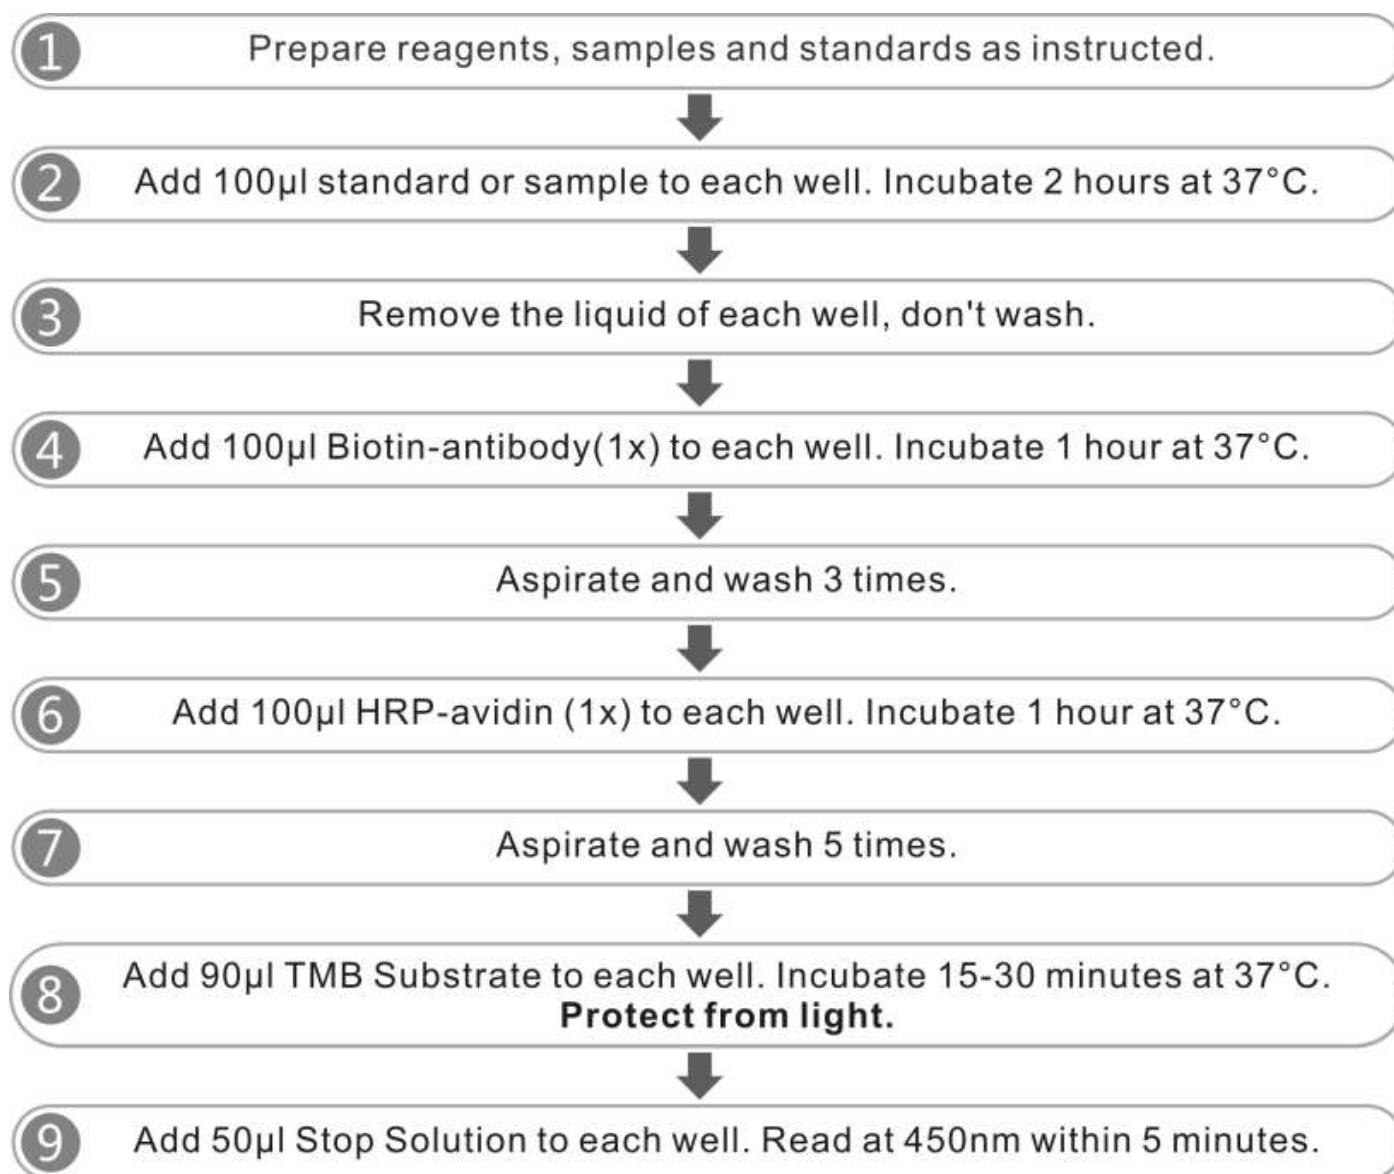 1 Prepare reagents, samples and standards as instructed.
2 Add 100µl standard or sample to each well. Incubate 2 hours at 37°C.
3 Remove the liquid of each well, don't wash.
4 Add 100µl Biotin-antibody(1x) to each well. Incubate 1 hour at 37°C.
5 Aspirate and wash 3 times.
6 Add 100µl HRP-avidin (1x) to each well. Incubate 1 hour at 37°C.
7 Aspirate and wash 5 times.
8 Add 90µl TMB Substrate to each well. Incubate 15-30 minutes at 37°C.
Protect from light.
9 Add 50µl Stop Solution to each well. Read at 450nm within 5 minutes.